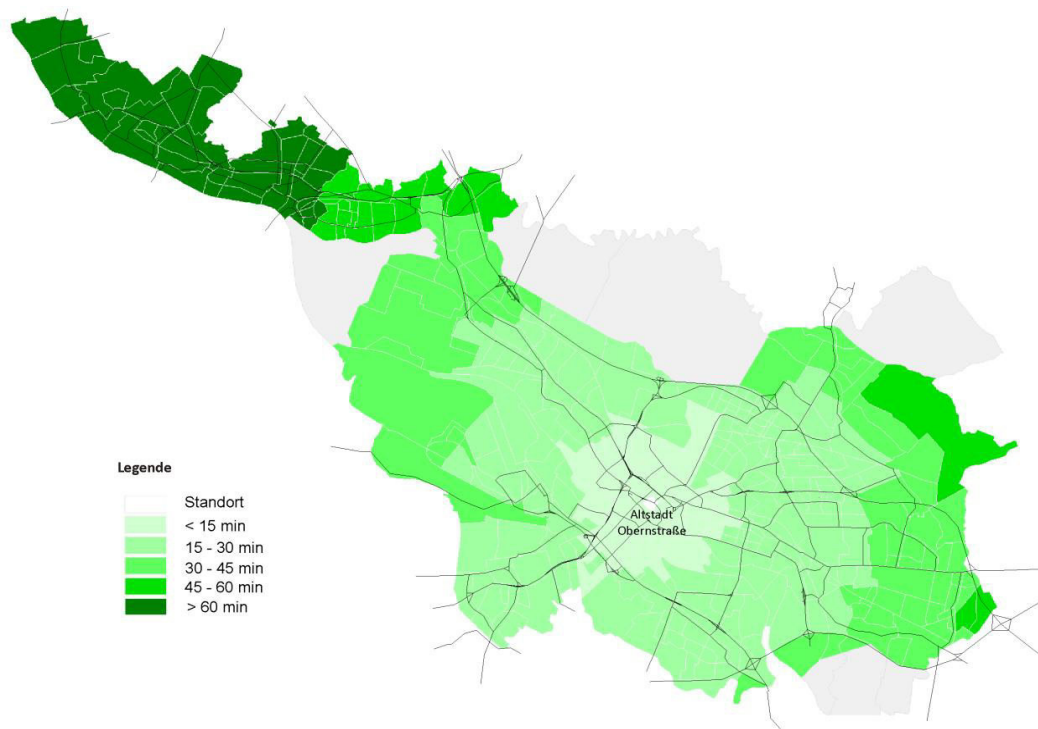 Altstadt
Obernstraße
Legende
Standort
< 15 min
15 - 30 min
30 - 45 min
45 - 60 min
> 60 min